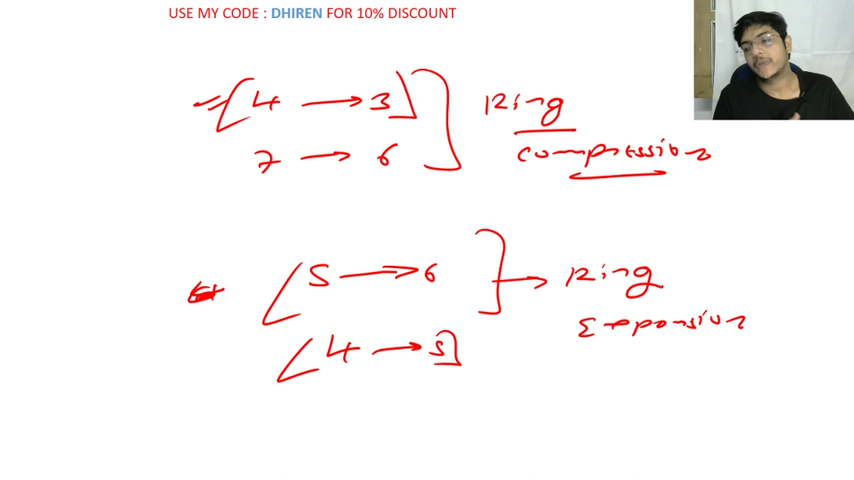 USE MY CODE : DHIREN FOR 10% DISCOUNT
4 → 3
7 → 6
Ring
compression
5 → 6
4 → 5
Ring
Expansion